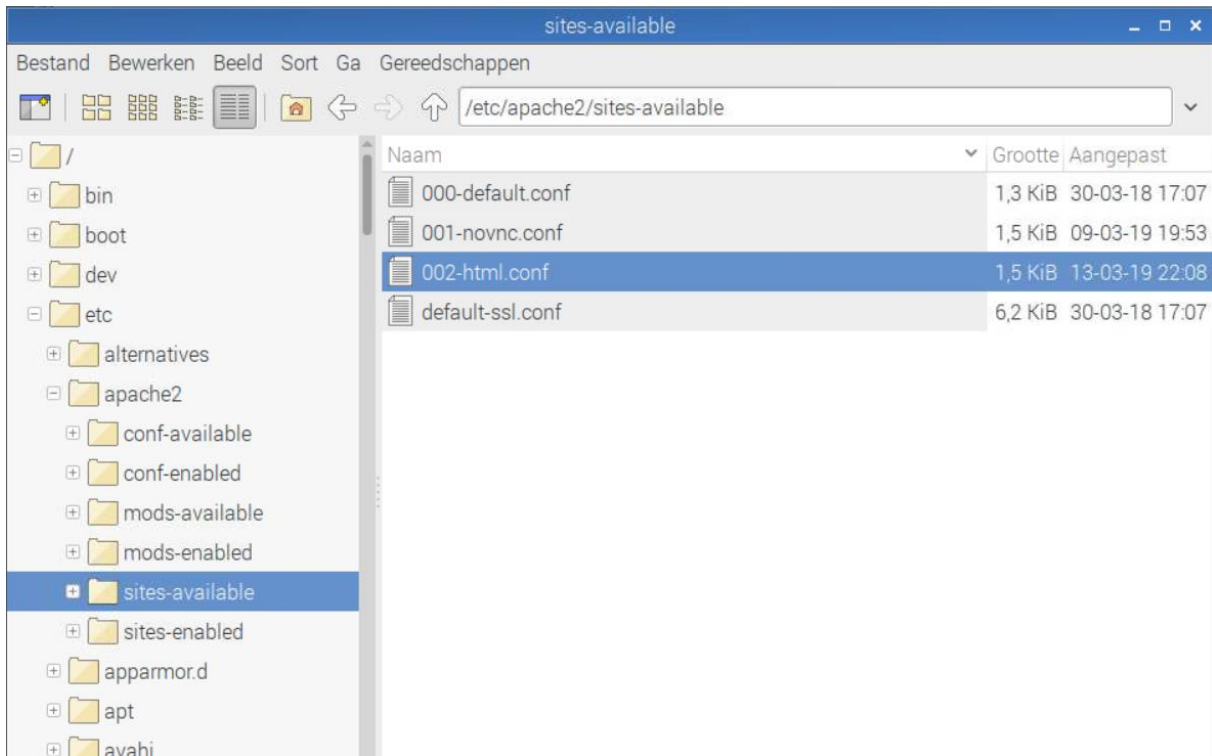 sites-available
Bestand Bewerken Beeld Sort Ga Gereedschappen
/etc/apache2/sites-available
/
bin
boot
dev
etc
alternatives
apache2
conf-available
conf-enabled
mods-available
mods-enabled
sites-available
sites-enabled
apparmor.d
apt
avahi
Naam Grootte Aangepast
000-default.conf 1,3 KiB 30-03-18 17:07
001-novnc.conf 1,5 KiB 09-03-19 19:53
002-html.conf 1,5 KiB 13-03-19 22:08
default-ssl.conf 6,2 KiB 30-03-18 17:07